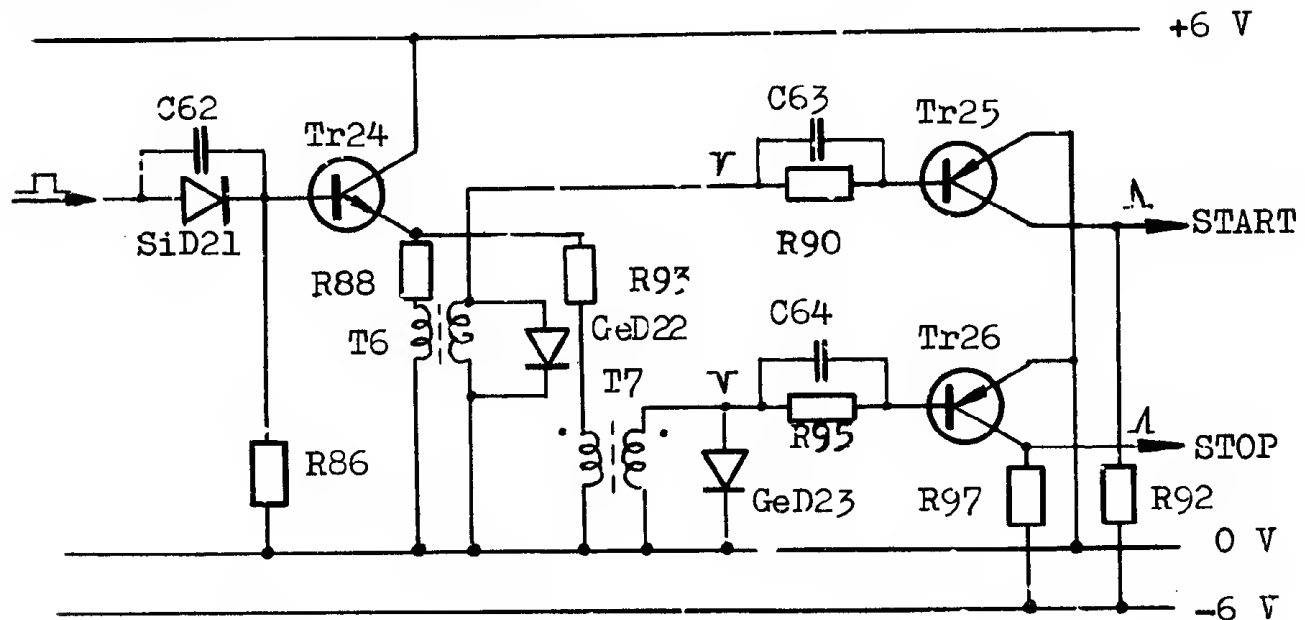 +6 V
C62
C63
Tr24
Tr25
SiD21
START
R88
R93
R90
T6
GeD22
C64
Tr26
T7
R95
STOP
R86
GeD23
R97
R92
0 V
-6 V